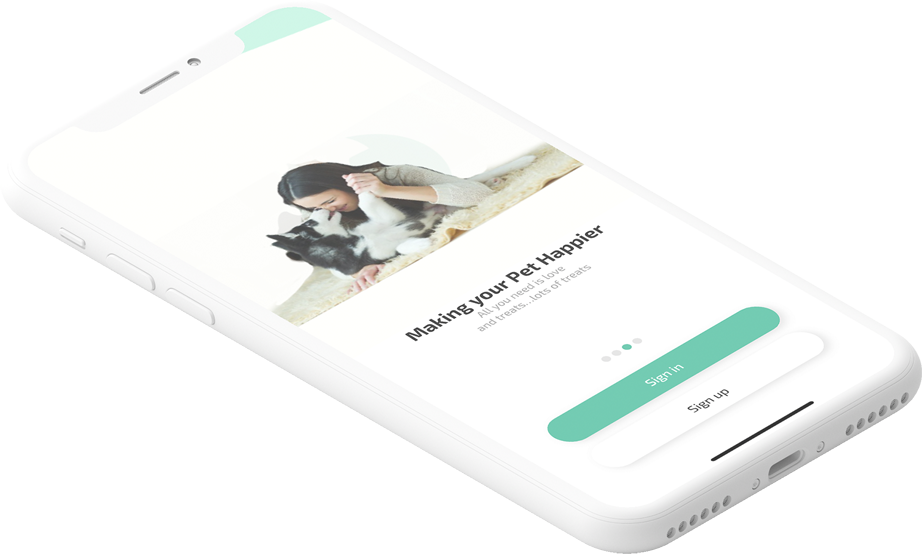 Making your Pet Happier
All you need is love
and treats...lots of treats
Sign in
Sign up